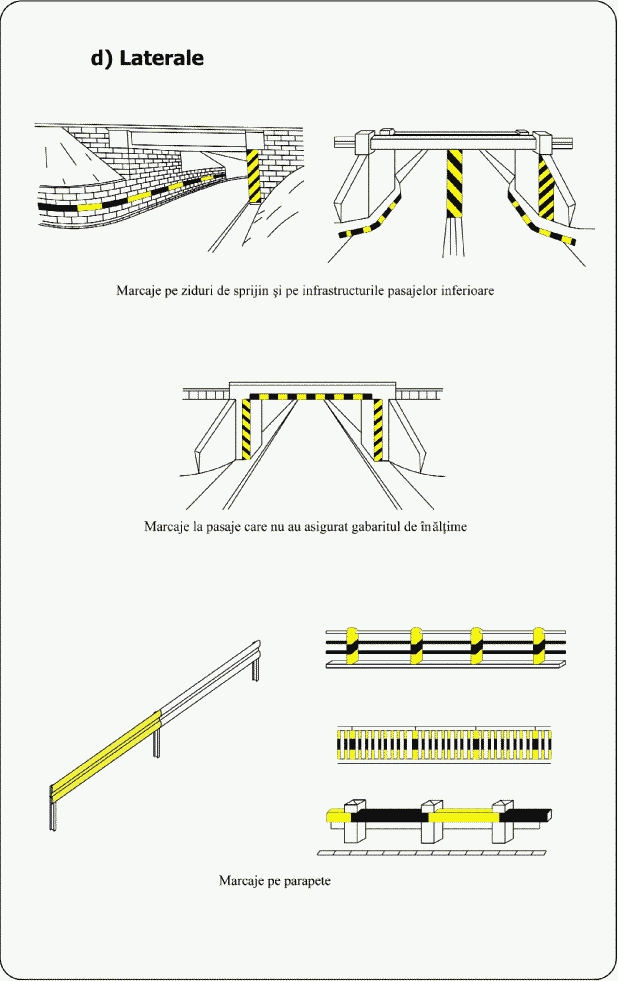 d) Laterale
Marcaje pe ziduri de sprijin şi pe infrastructurile pasajelor inferioare
Marcaje la pasaje care nu au asigurat gabaritul de înălţime
Marcaje pe parapete